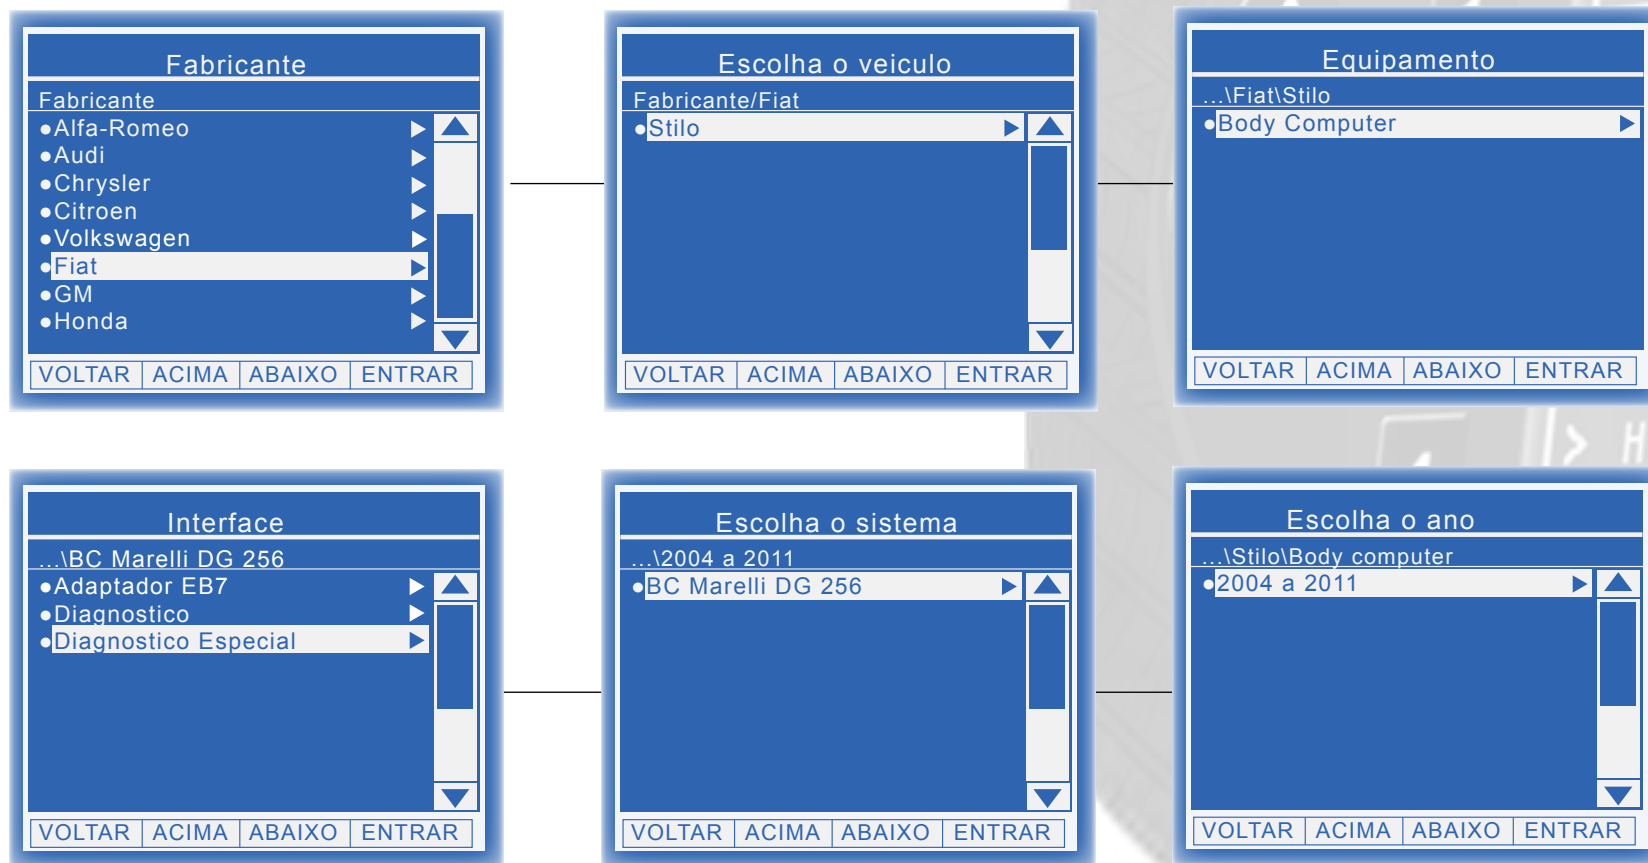 Fabricante
Fabricante
●Alfa-Romeo
●Audi
●Chrysler
●Citroen
●Volkswagen
●Fiat
●GM
●Honda
VOLTAR ACIMA ABAIXO ENTRAR
Escolha o veiculo
Fabricante/Fiat
●Stilo
VOLTAR ACIMA ABAIXO ENTRAR
Equipamento
...\Fiat\Stilo
●Body Computer
VOLTAR ACIMA ABAIXO ENTRAR
Interface
...\BC Marelli DG 256
●Adaptador EB7
●Diagnostico
●Diagnostico Especial
VOLTAR ACIMA ABAIXO ENTRAR
Escolha o sistema
...\2004 a 2011
●BC Marelli DG 256
VOLTAR ACIMA ABAIXO ENTRAR
Escolha o ano
...\Stilo\Body computer
●2004 a 2011
VOLTAR ACIMA ABAIXO ENTRAR